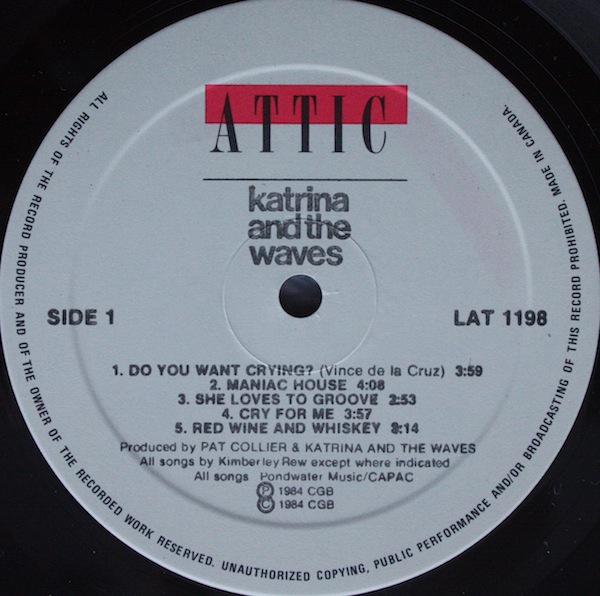 ATTIC
katrina
and the
waves
SIDE 1
LAT 1198
1. DO YOU WANT CRYING? (Vince de la Cruz) 3:59
2. MANIAC HOUSE 4:08
3. SHE LOVES TO GROOVE 2:53
4. CRY FOR ME 3:57
5. RED WINE AND WHISKEY 3:14
Produced by PAT COLLIER & KATRINA AND THE WAVES
All songs by Kimberley Rew except where indicated
All songs Pondwater Music/CAPAC
Ⓟ 1984 CGB
© 1984 CGB
ALL RIGHTS OF THE RECORD PRODUCER AND OF THE OWNER OF THE RECORDED WORK RESERVED. UNAUTHORIZED COPYING, PUBLIC PERFORMANCE AND/OR BROADCASTING OF THIS RECORD PROHIBITED. MADE IN CANADA.